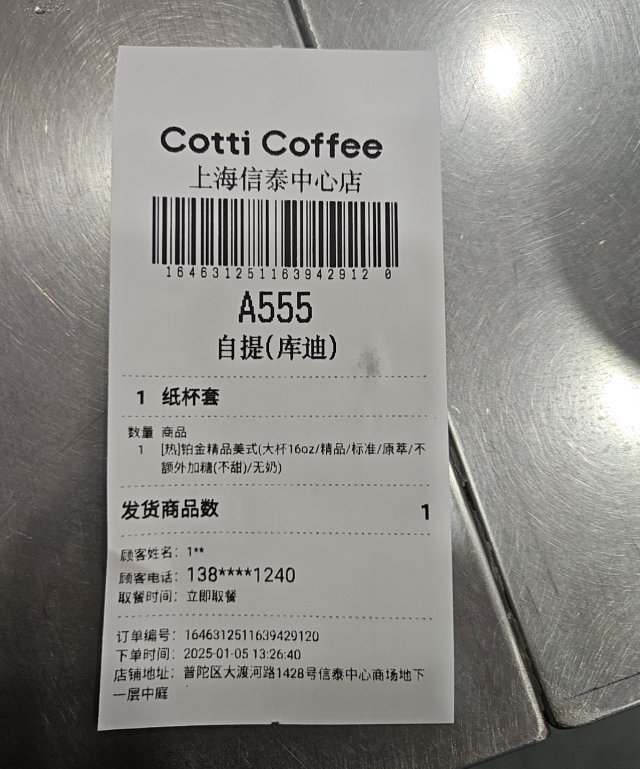 Cotti Coffee
上海信泰中心店
1646312511639429120
A555
自提(库迪)
1 纸杯套
数量 商品
1 [热]铂金精品美式(大杯16oz/精品/标准/原萃/不
额外加糖(不甜)/无奶)
发货商品数 1
顾客姓名: 1**
顾客电话: 138****1240
取餐时间: 立即取餐
订单编号: 1646312511639429120
下单时间: 2025-01-05 13:26:40
店铺地址: 普陀区大渡河路1428号信泰中心商场地下
一层中庭